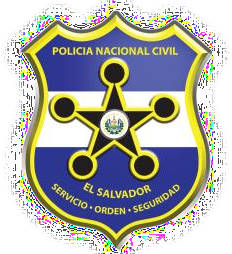 POLICIA NACIONAL CIVIL
EL SALVADOR
SERVICIO • ORDEN • SEGURIDAD